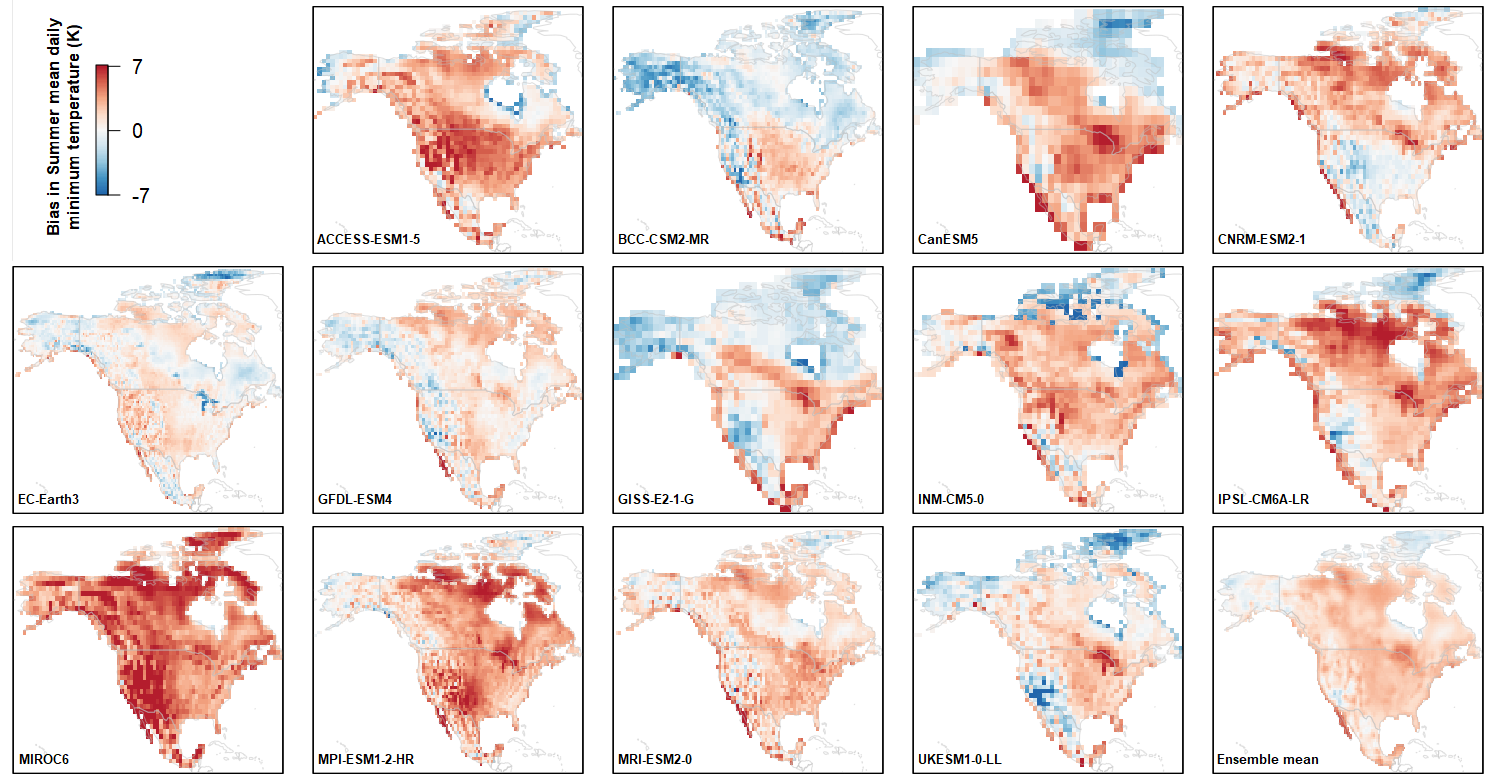 Bias in Summer mean daily
minimum temperature (K)
7
0
-7
ACCESS-ESM1-5
BCC-CSM2-MR
CanESM5
CNRM-ESM2-1
EC-Earth3
GFDL-ESM4
GISS-E2-1-G
INM-CM5-0
IPSL-CM6A-LR
MIROC6
MPI-ESM1-2-HR
MRI-ESM2-0
UKESM1-0-LL
Ensemble mean